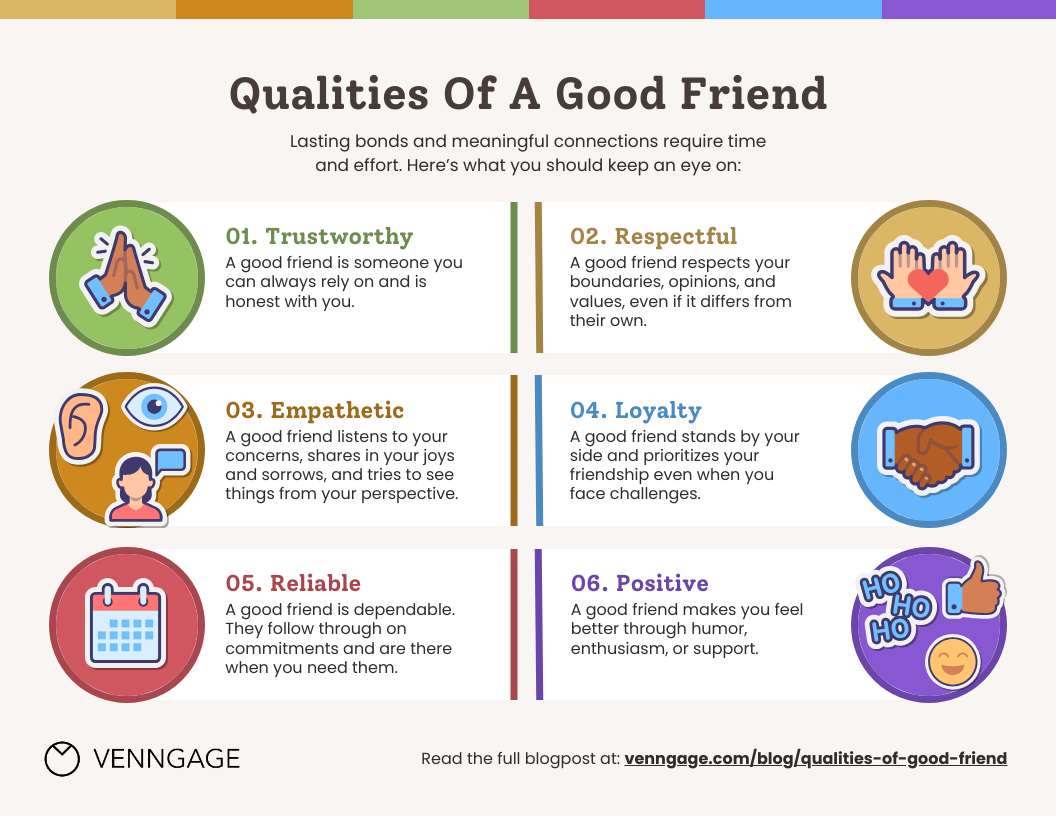 Qualities Of A Good Friend
Lasting bonds and meaningful connections require time
and effort. Here's what you should keep an eye on:
01. Trustworthy
A good friend is someone you
can always rely on and is
honest with you.
02. Respectful
A good friend respects your
boundaries, opinions, and
values, even if it differs from
their own.
03. Empathetic
A good friend listens to your
concerns, shares in your joys
and sorrows, and tries to see
things from your perspective.
04. Loyalty
A good friend stands by your
side and prioritizes your
friendship even when you
face challenges.
05. Reliable
A good friend is dependable.
They follow through on
commitments and are there
when you need them.
06. Positive
A good friend makes you feel
better through humor,
enthusiasm, or support.
HO
HO
HO
VENNGAGE
Read the full blogpost at: venngage.com/blog/qualities-of-good-friend